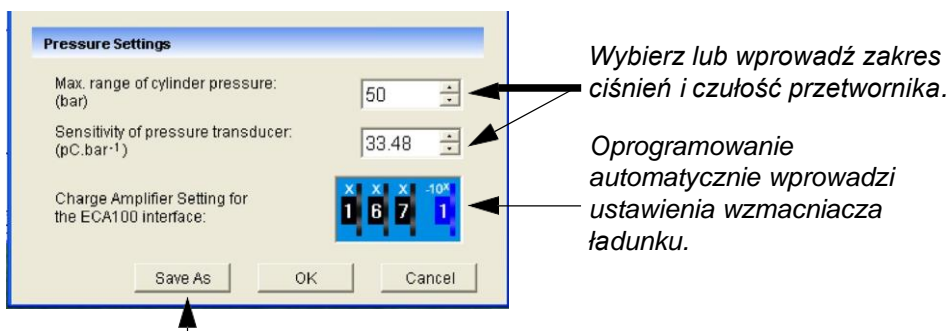 Pressure Settings
Max. range of cylinder pressure:
(bar)
50
Sensitivity of pressure transducer:
(pC.bar-1)
33.48
Charge Amplifier Setting for
the ECA100 interface:
X X X -10ˣ
1 6 7 1
Save As OK Cancel
Wybierz lub wprowadź zakres
ciśnień i czułość przetwornika.
Oprogramowanie
automatycznie wprowadzi
ustawienia wzmacniacza
ładunku.